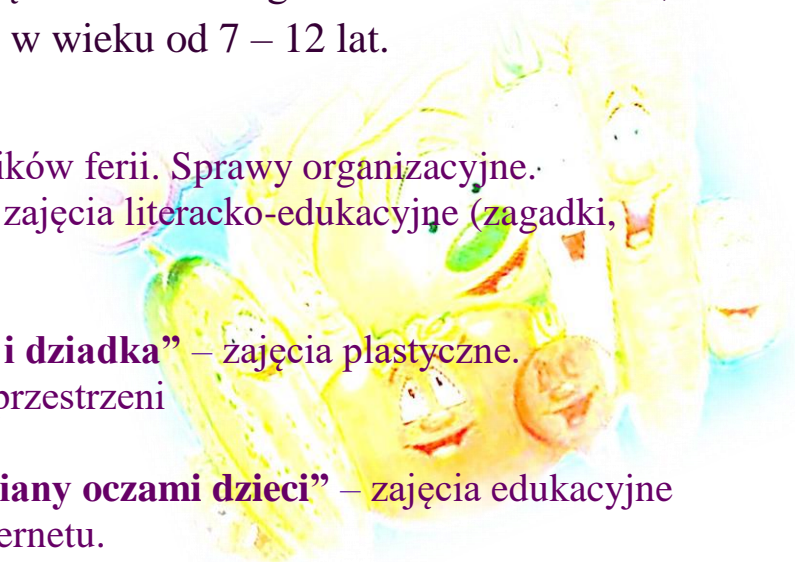 w wieku od 7 – 12 lat.
ików ferii. Sprawy organizacyjne.
zajęcia literacko-edukacyjne (zagadki,
i dziadka” – zajęcia plastyczne.
przestrzeni
iany oczami dzieci” – zajęcia edukacyjne
ernetu.